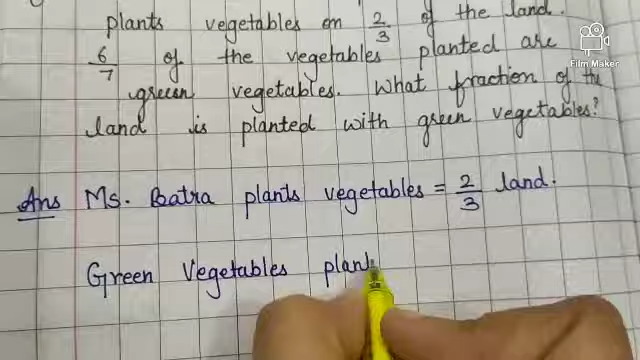 plants vegetables on 2/3 of the land.
6/7 of the vegetables planted are
green vegetables. What fraction of the
land is planted with green vegetables?
Ans Ms. Batra plants vegetables = 2/3 land.
Green Vegetables plant
Film Maker